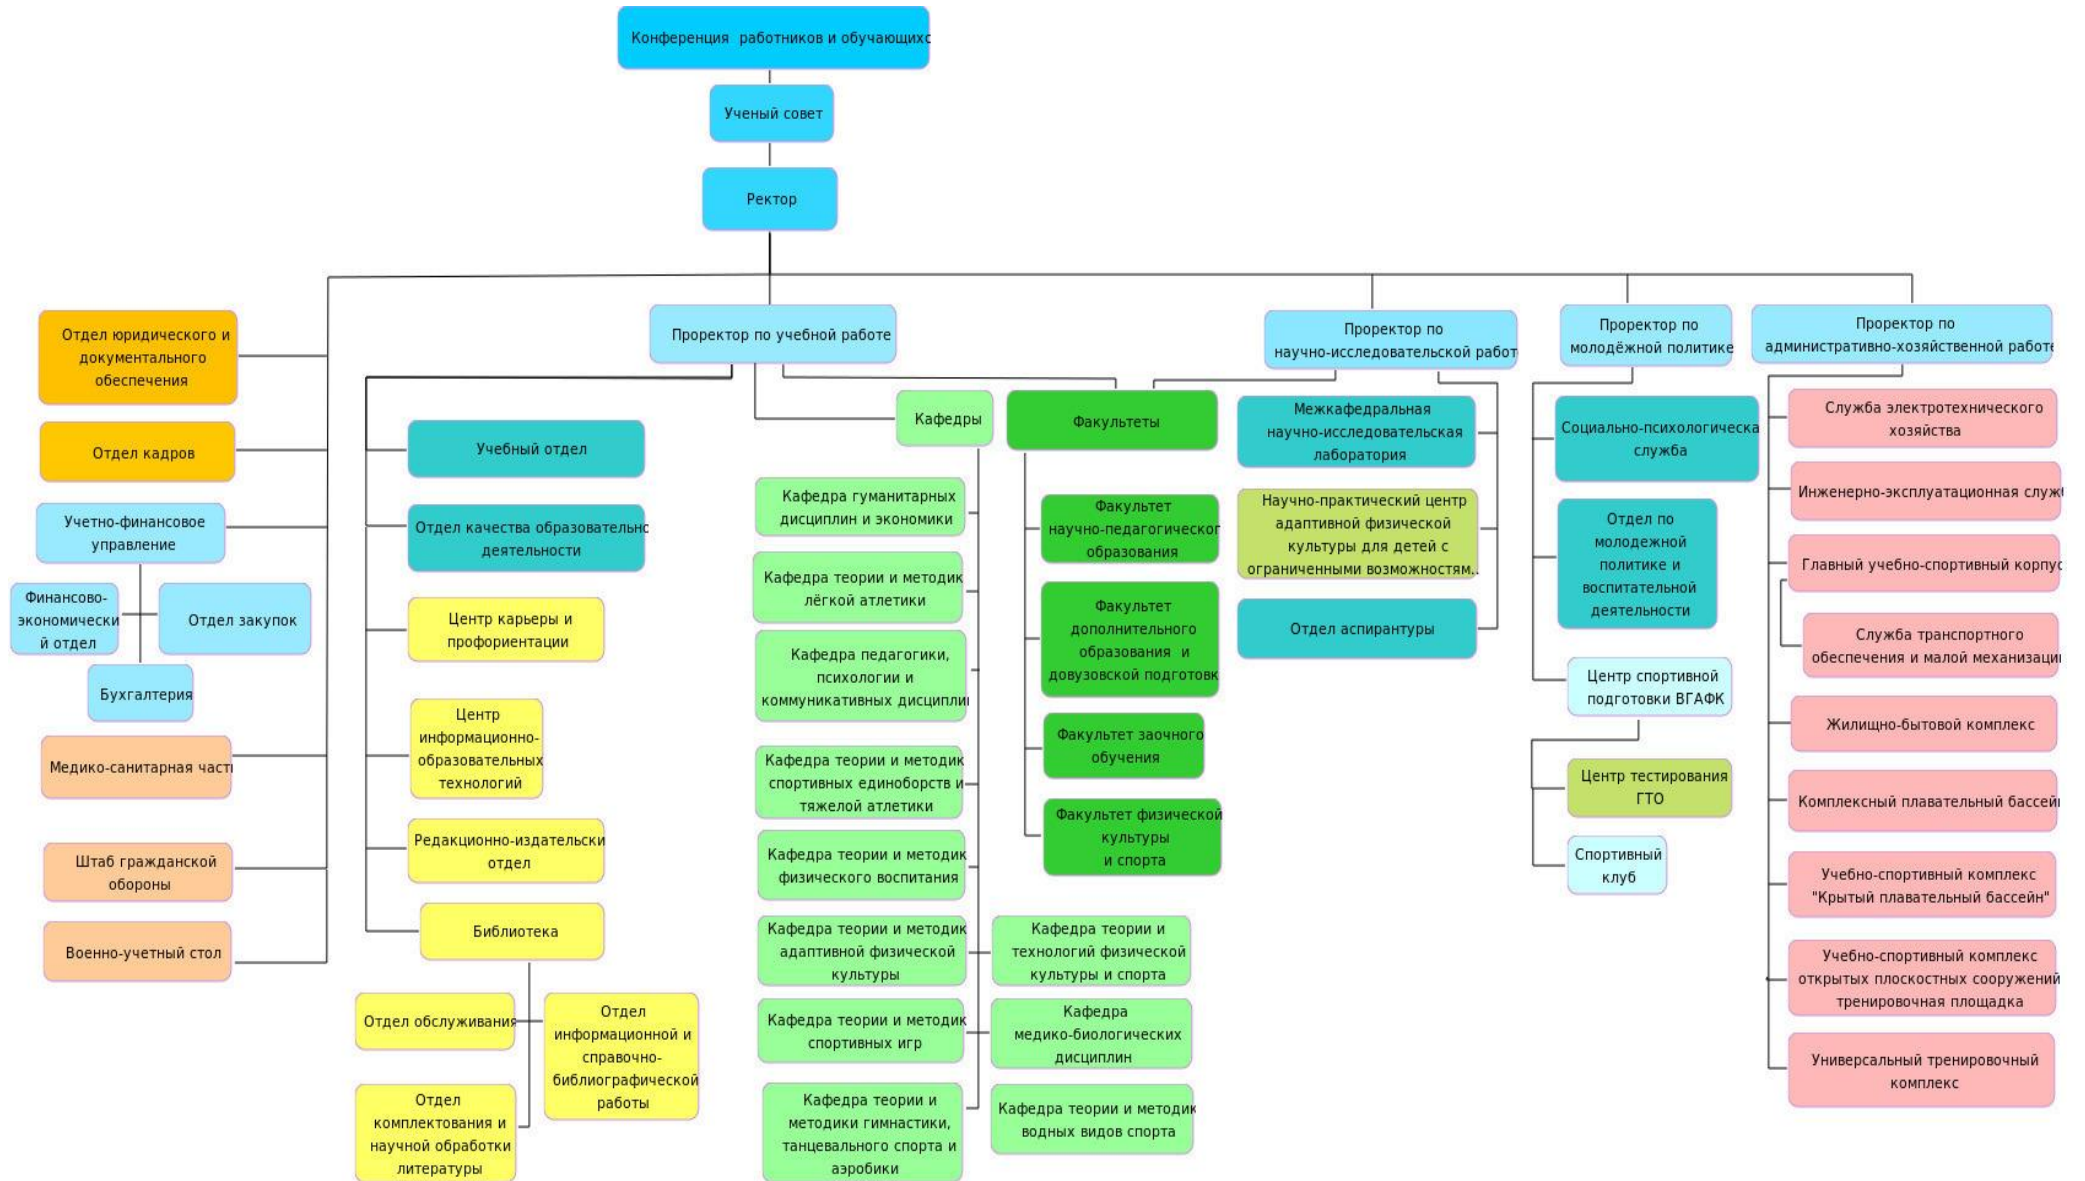 Конференция работников и обучающихс
Ученый совет
Ректор
Отдел юридического и
документального
обеспечения
Отдел кадров
Учетно-финансовое
управление
Финансово-
экономически
й отдел
Отдел закупок
Бухгалтерия
Медико-санитарная част
Штаб гражданской
обороны
Военно-учетный стол
Проректор по учебной работе
Учебный отдел
Отдел качества образовательнс
деятельности
Центр карьеры и
профориентации
Центр
информационно-
образовательных
технологий
Редакционно-издательски
отдел
Библиотека
Отдел обслуживания
Отдел
информационной и
справочно-
библиографической
работы
Отдел
комплектования и
научной обработки
литературы
Кафедры
Кафедра гуманитарных
дисциплин и экономики
Кафедра теории и методик
лёгкой атлетики
Кафедра педагогики,
психологии и
коммуникативных дисципли
Кафедра теории и методик
спортивных единоборств и
тяжелой атлетики
Кафедра теории и методик
физического воспитания
Кафедра теории и методик
адаптивной физической
культуры
Кафедра теории и
технологий физической
культуры и спорта
Кафедра теории и методик
спортивных игр
Кафедра
медико-биологических
дисциплин
Кафедра теории и
методики гимнастики,
танцевального спорта и
аэробики
Кафедра теории и методик
водных видов спорта
Факультеты
Факультет
научно-педагогическог
образования
Факультет
дополнительного
образования и
довузовской подготовк
Факультет заочного
обучения
Факультет физической
культуры
и спорта
Проректор по
научно-исследовательской работ
Межкафедральная
научно-исследовательская
лаборатория
Научно-практический центр
адаптивной физической
культуры для детей с
ограниченными возможностям..
Отдел аспирантуры
Проректор по
молодёжной политике
Социально-психологическа
служба
Отдел по
молодежной
политике и
воспитательной
деятельности
Центр спортивной
подготовки ВГАФК
Центр тестирования
ГТО
Спортивный
клуб
Проректор по
административно-хозяйственной работе
Служба электротехнического
хозяйства
Инженерно-эксплуатационная служ
Главный учебно-спортивный корпус
Служба транспортного
обеспечения и малой механизаци
Жилищно-бытовой комплекс
Комплексный плавательный бассей
Учебно-спортивный комплекс
"Крытый плавательный бассейн"
Учебно-спортивный комплекс
открытых плоскостных сооружений
тренировочная площадка
Универсальный тренировочный
комплекс